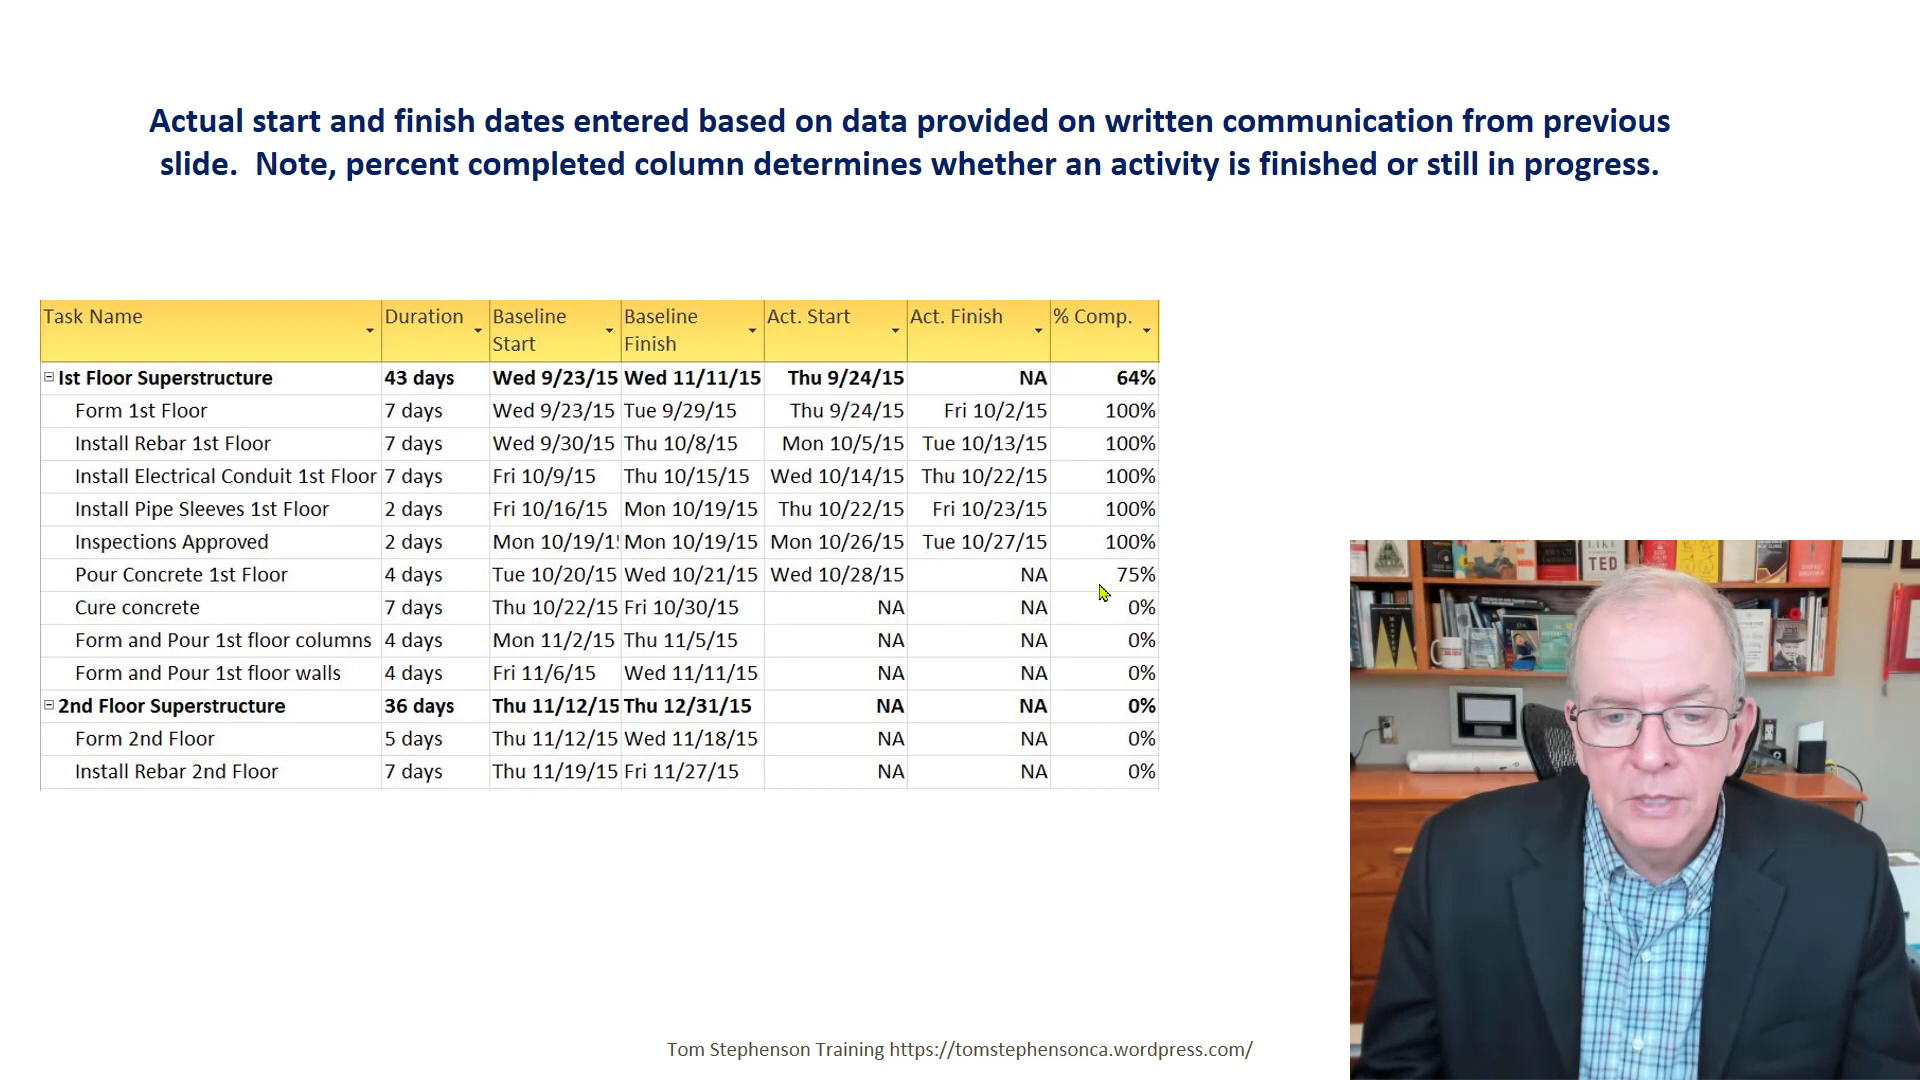 Actual start and finish dates entered based on data provided on written communication from previous
slide.  Note, percent completed column determines whether an activity is finished or still in progress.
Task Name Duration Baseline Start Baseline Finish Act. Start Act. Finish % Comp.
Ist Floor Superstructure 43 days Wed 9/23/15 Wed 11/11/15 Thu 9/24/15 NA 64%
Form 1st Floor 7 days Wed 9/23/15 Tue 9/29/15 Thu 9/24/15 Fri 10/2/15 100%
Install Rebar 1st Floor 7 days Wed 9/30/15 Thu 10/8/15 Mon 10/5/15 Tue 10/13/15 100%
Install Electrical Conduit 1st Floor 7 days Fri 10/9/15 Thu 10/15/15 Wed 10/14/15 Thu 10/22/15 100%
Install Pipe Sleeves 1st Floor 2 days Fri 10/16/15 Mon 10/19/15 Thu 10/22/15 Fri 10/23/15 100%
Inspections Approved 2 days Mon 10/19/15 Mon 10/19/15 Mon 10/26/15 Tue 10/27/15 100%
Pour Concrete 1st Floor 4 days Tue 10/20/15 Wed 10/21/15 Wed 10/28/15 NA 75%
Cure concrete 7 days Thu 10/22/15 Fri 10/30/15 NA NA 0%
Form and Pour 1st floor columns 4 days Mon 11/2/15 Thu 11/5/15 NA NA 0%
Form and Pour 1st floor walls 4 days Fri 11/6/15 Wed 11/11/15 NA NA 0%
2nd Floor Superstructure 36 days Thu 11/12/15 Thu 12/31/15 NA NA 0%
Form 2nd Floor 5 days Thu 11/12/15 Wed 11/18/15 NA NA 0%
Install Rebar 2nd Floor 7 days Thu 11/19/15 Fri 11/27/15 NA NA 0%
TED
Tom Stephenson Training https://tomstephensonca.wordpress.com/